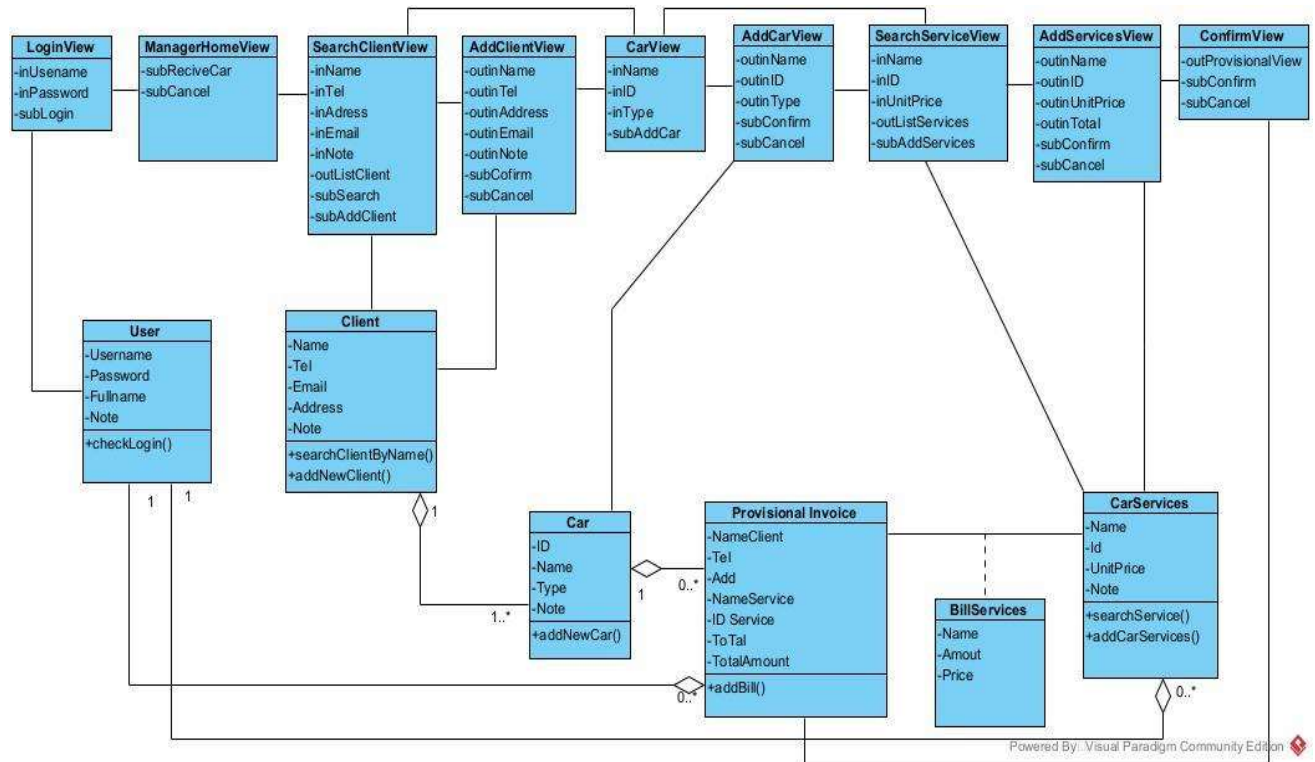 LoginView
-inUsename
-inPassword
-subLogin
ManagerHomeView
-subReciveCar
-subCancel
SearchClientView
-inName
-inTel
-inAdress
-inEmail
-inNote
-outListClient
-subSearch
-subAddClient
AddClientView
-outinName
-outinTel
-outinAddress
-outinEmail
-outinNote
-subCofirm
-subCancel
CarView
-inName
-inID
-inType
-subAddCar
AddCarView
-outinName
-outinID
-outinType
-subConfirm
-subCancel
SearchServiceView
-inName
-inID
-inUnitPrice
-outListServices
-subAddServices
AddServicesView
-outinName
-outinID
-outinUnitPrice
-outinTotal
-subConfirm
-subCancel
ConfirmView
-outProvisionalView
-subConfirm
-subCancel
User
-Username
-Password
-Fullname
-Note
+checkLogin()
1
1
Client
-Name
-Tel
-Email
-Address
-Note
+searchClientByName()
+addNewClient()
1
1..*
Car
-ID
-Name
-Type
-Note
+addNewCar()
1
0..*
Provisional Invoice
-NameClient
-Tel
-Add
-NameService
-ID Service
-ToTal
-TotalAmount
+addBill()
0..*
BillServices
-Name
-Amout
-Price
CarServices
-Name
-Id
-UnitPrice
-Note
+searchService()
+addCarServices()
0..*
Powered By: Visual Paradigm Community Edition